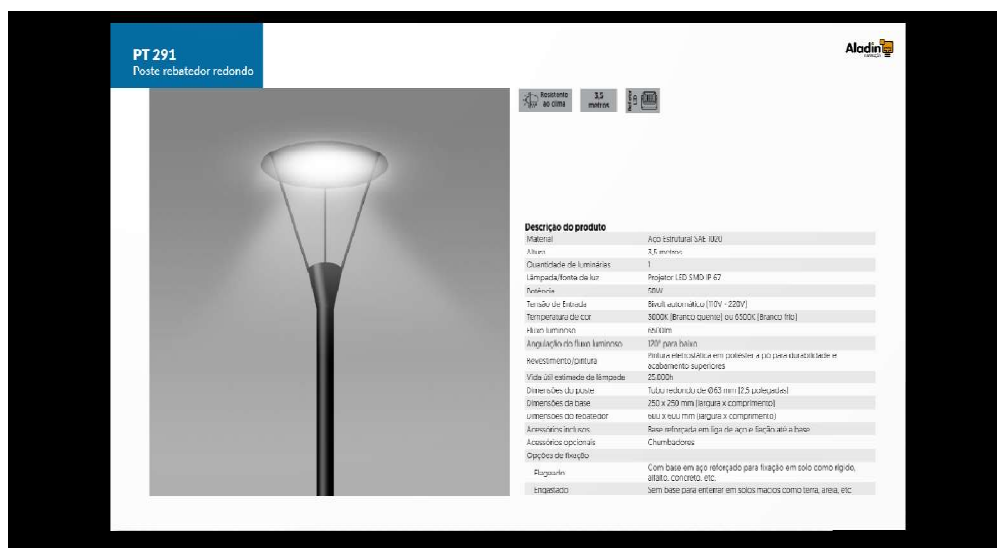 PT 291
Poste rebatedor redondo
Aladin
Resistente
ao clima
3,5
metros
LED
Descrição do produto
Material Aço Estrutural SAE 1020
Altura 3,5 metros
Quantidade de luminárias 1
Lâmpada/fonte de luz Projetor LED SMD IP 67
Potência 50W
Tensão de Entrada Bivolt automático (110V - 220V)
Temperatura de cor 3000K (Branco quente) ou 6500K (Branco frio)
Fluxo luminoso 6500lm
Angulação do fluxo luminoso 120° para baixo
Revestimento/pintura Pintura eletrostática em poliéster a pó para durabilidade e
acabamento superiores
Vida útil estimada da lâmpada 25.000h
Dimensões do poste Tubo redondo de Ø63 mm (2,5 polegadas)
Dimensões da base 250 x 250 mm (largura x comprimento)
Dimensões do rebatedor 600 x 600 mm (largura x comprimento)
Acessórios inclusos Base reforçada em liga de aço e fiação até a base
Acessórios opcionais Chumbadores
Opções de fixação
Flageado Com base em aço reforçado para fixação em solo como rígido,
alfalto, concreto, etc.
Engastado Sem base para enterrar em solos macios como terra, areia, etc